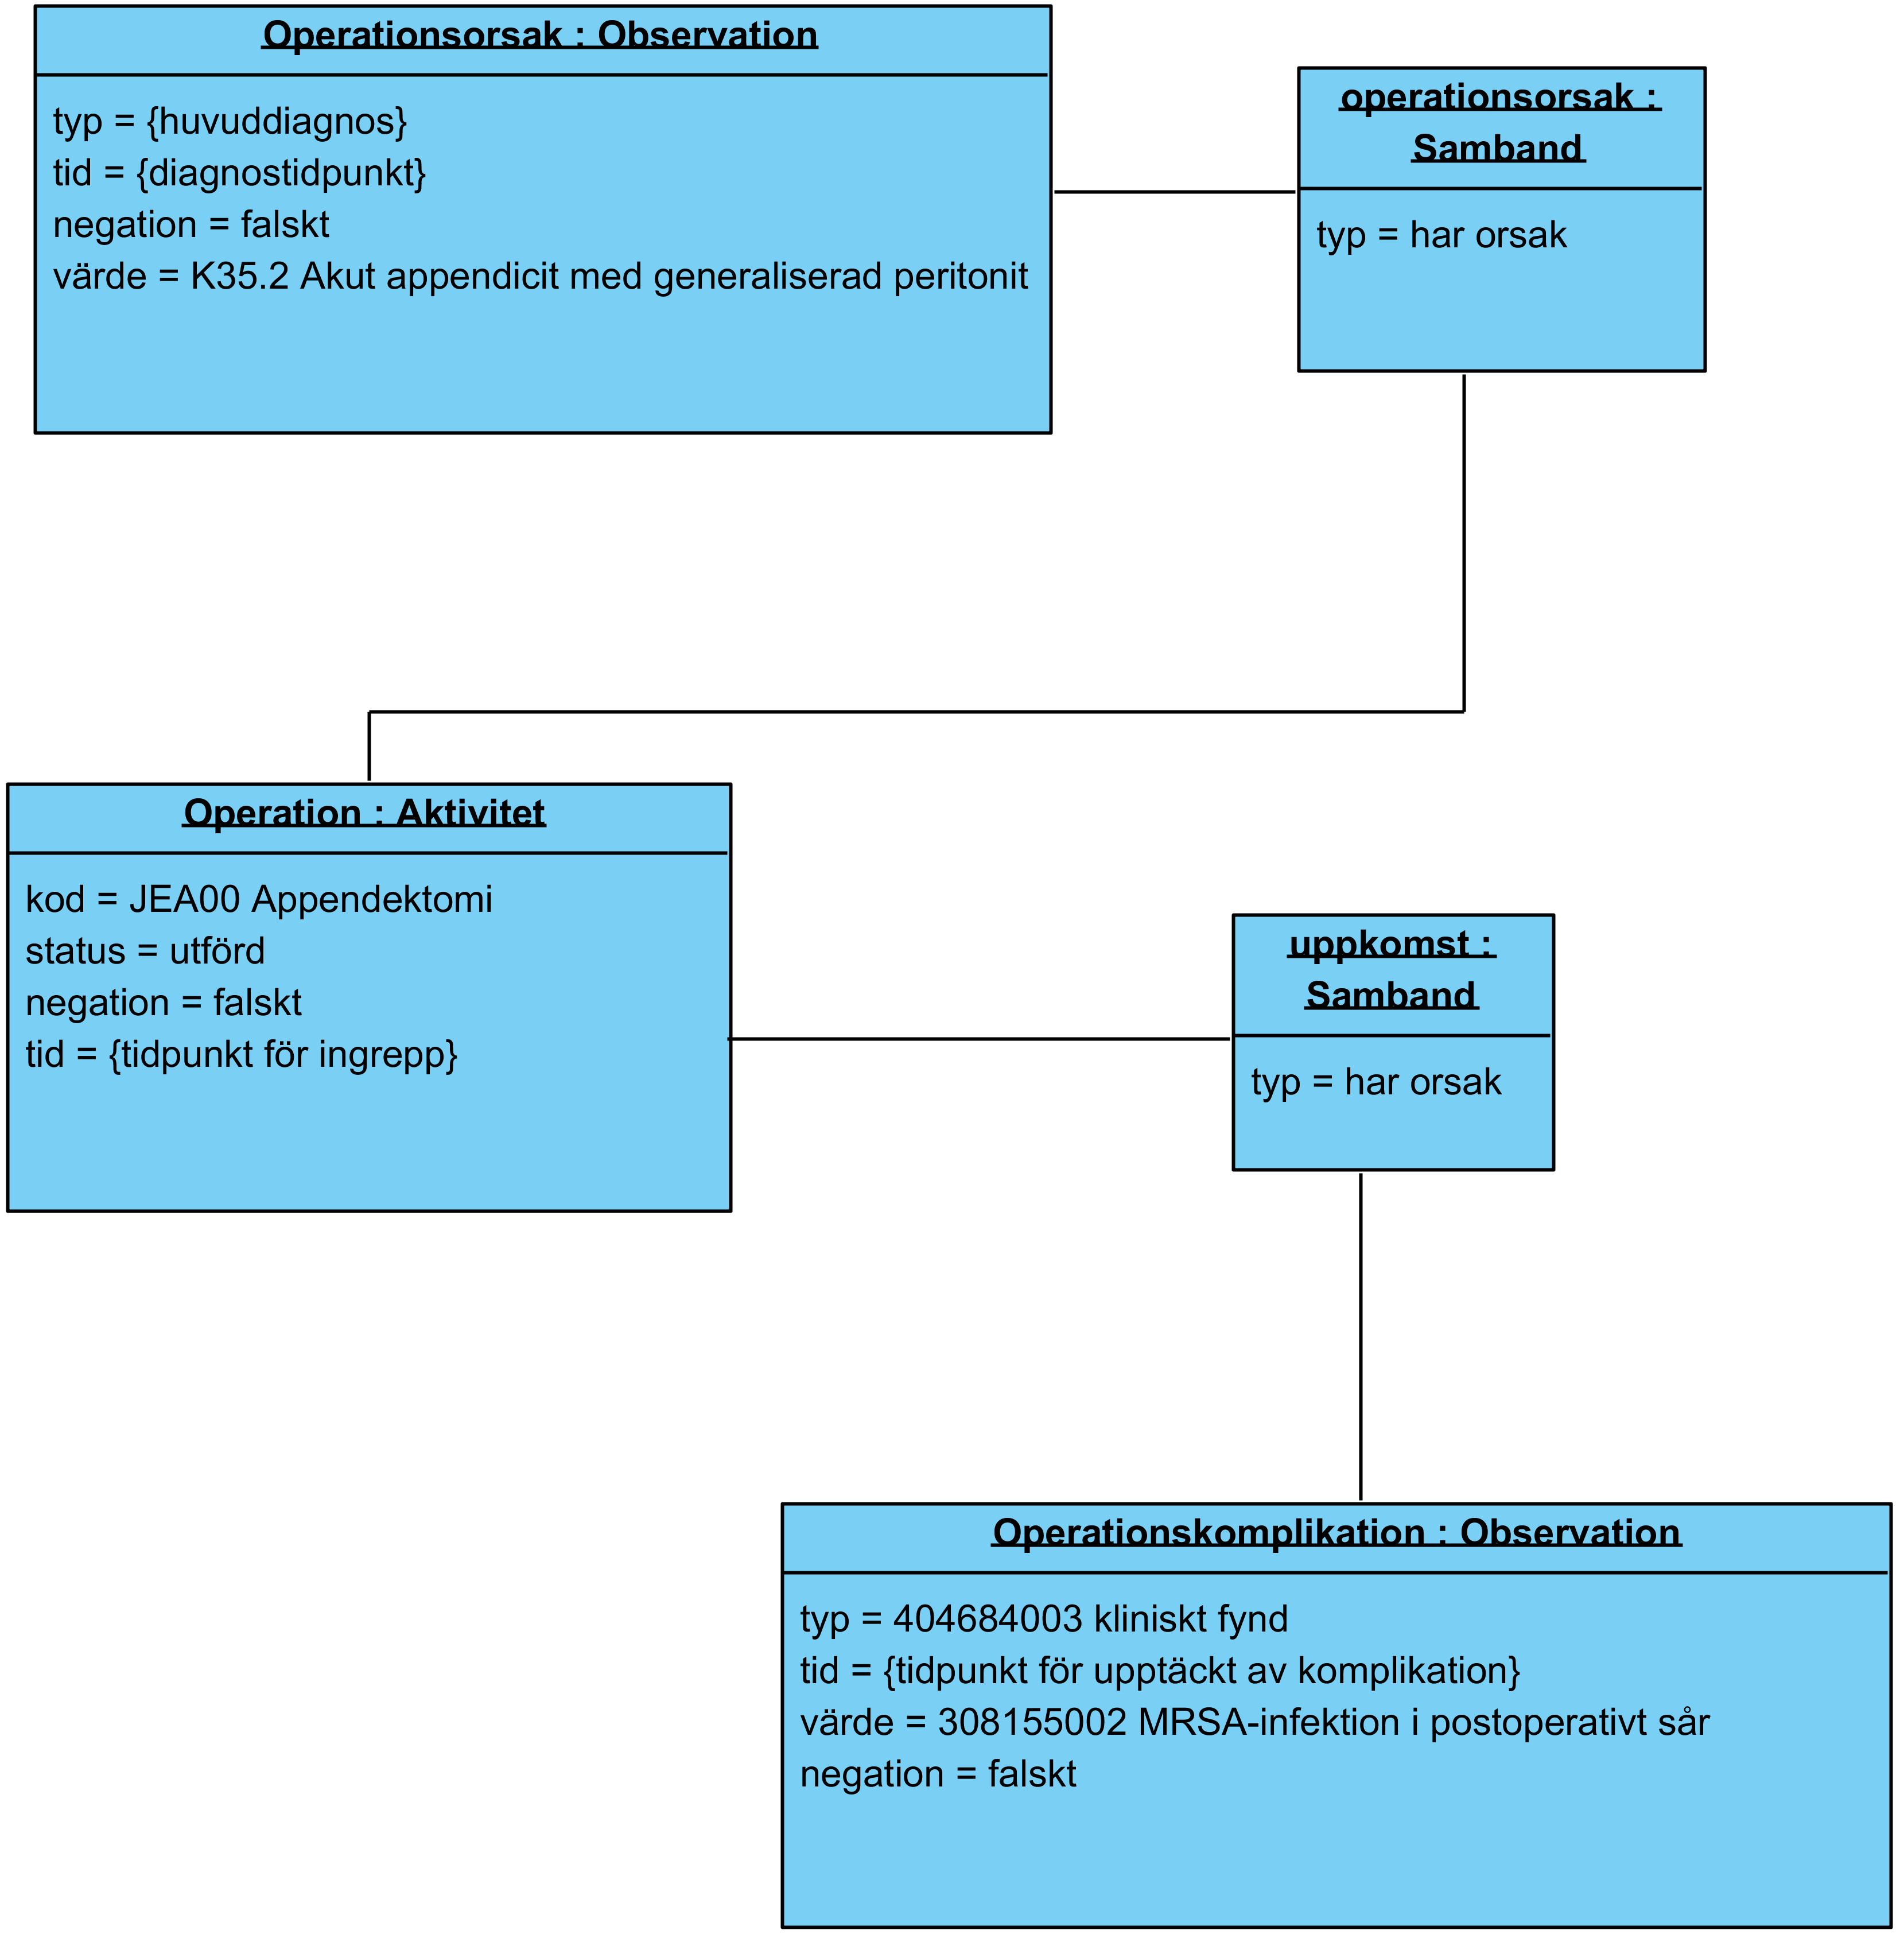 Operationsorsak : Observation
typ = {huvuddiagnos}
tid = {diagnostidpunkt}
negation = falskt
värde = K35.2 Akut appendicit med generaliserad peritonit
operationsorsak :
Samband
typ = har orsak
Operation : Aktivitet
kod = JEA00 Appendektomi
status = utförd
negation = falskt
tid = {tidpunkt för ingrepp}
uppkomst :
Samband
typ = har orsak
Operationskomplikation : Observation
typ = 404684003 kliniskt fynd
tid = {tidpunkt för upptäckt av komplikation}
värde = 308155002 MRSA-infektion i postoperativt sår
negation = falskt